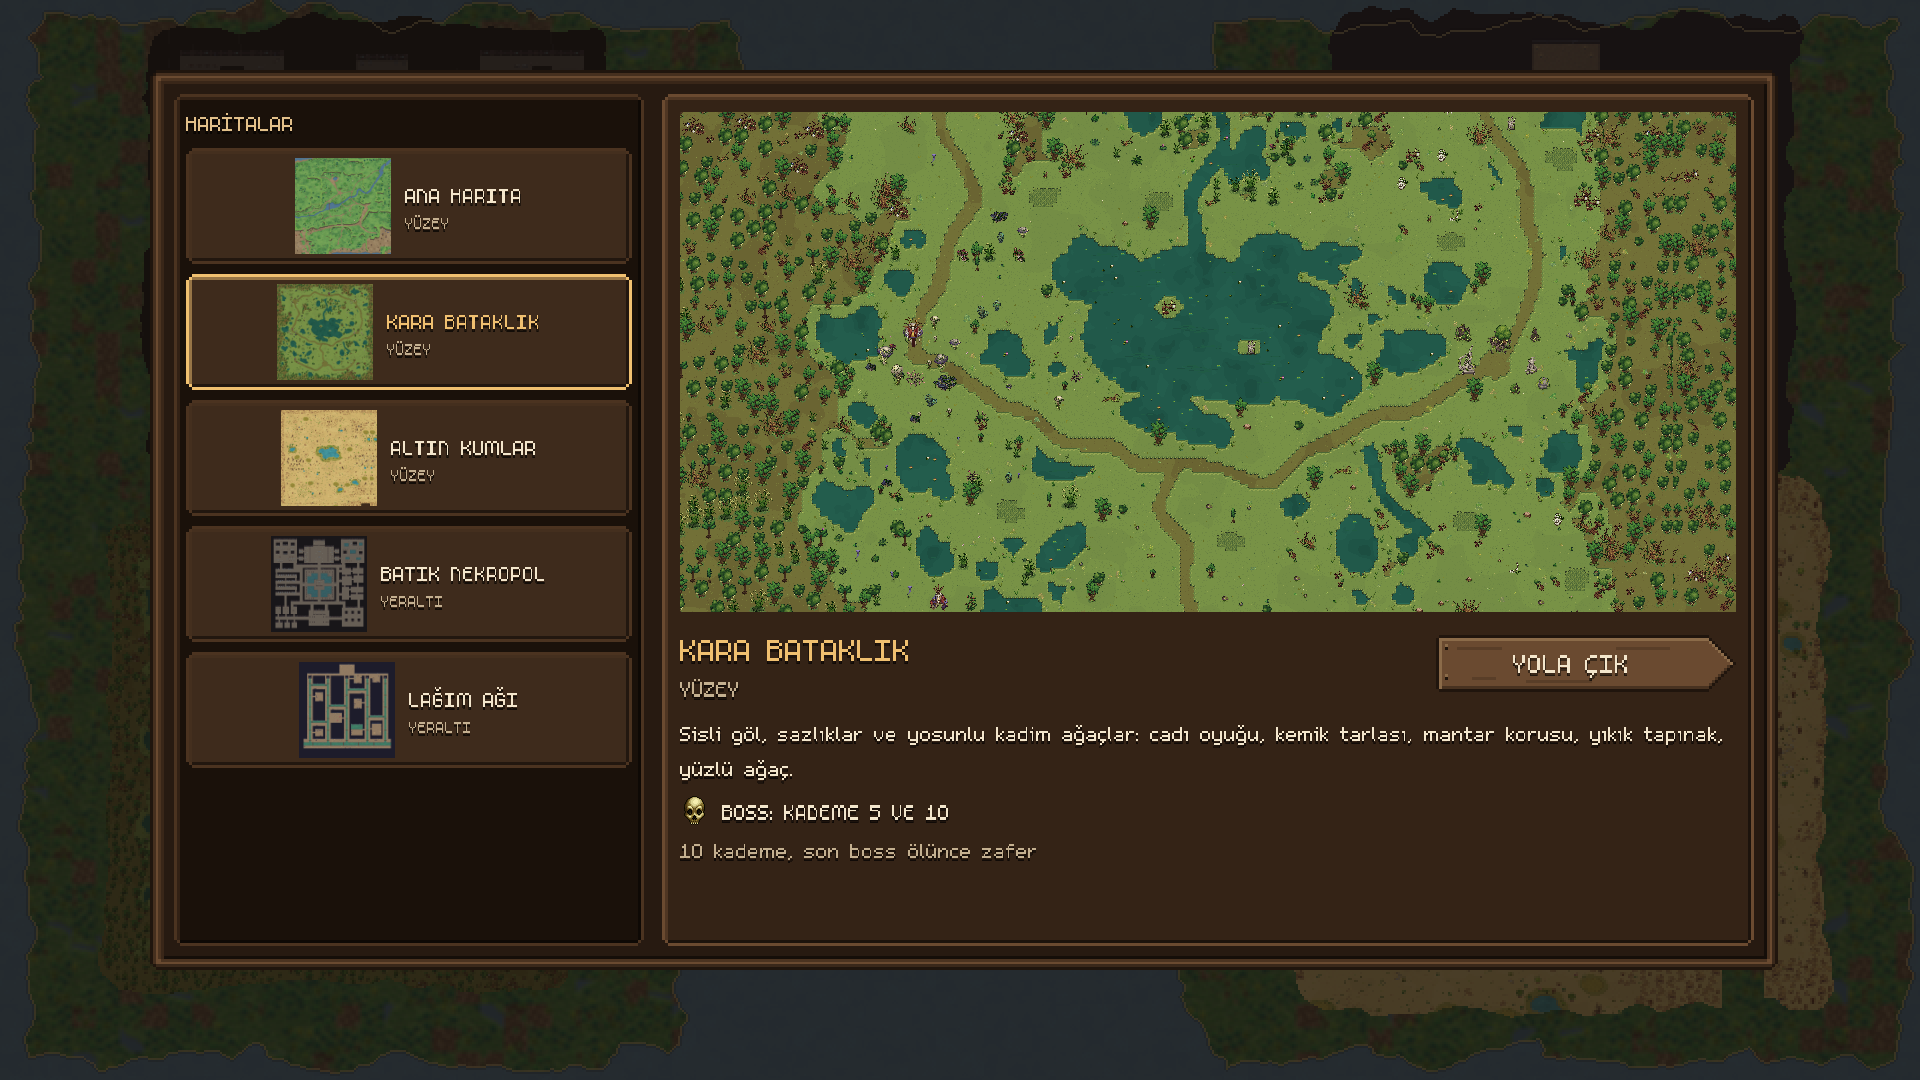 HARİTALAR
ANA HARITA
YÜZEY
KARA BATAKLIK
YÜZEY
ALTIN KUMLAR
YÜZEY
BATIK NEKROPOL
YERALTI
LAĞIM AĞI
YERALTI
KARA BATAKLIK
YOLA ÇIK
YÜZEY
Sisli göl, sazlıklar ve yosunlu kadim ağaçlar: cadı oyuğu, kemik tarlası, mantar korusu, yıkık tapınak,
yüzlü ağaç.
BOSS: KADEME 5 VE 10
10 kademe, son boss ölünce zafer